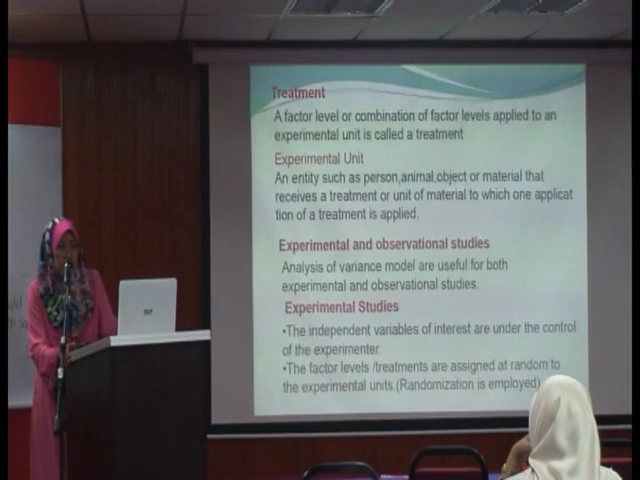 Treatment
A factor level or combination of factor levels applied to an
experimental unit is called a treatment
Experimental Unit
An entity such as person,animal,object or material that
receives a treatment or unit of material to which one applicat
tion of a treatment is applied.
Experimental and observational studies
Analysis of variance model are useful for both
experimental and observational studies.
Experimental Studies
•The independent variables of interest are under the control
of the experimenter.
•The factor levels /treatments are assigned at random to
the experimental units.(Randomization is employed)